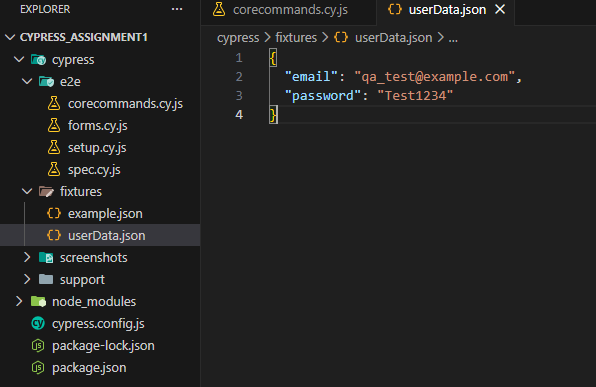 EXPLORER
...
CYPRESS_ASSIGNMENT1
cypress
e2e
corecommands.cy.js
forms.cy.js
setup.cy.js
spec.cy.js
fixtures
{} example.json
{} userData.json
screenshots
support
node_modules
cy cypress.config.js
package-lock.json
package.json
corecommands.cy.js
{} userData.json
cypress > fixtures > {} userData.json > ...
1 {
2 "email": "qa_test@example.com",
3 "password": "Test1234"
4 }